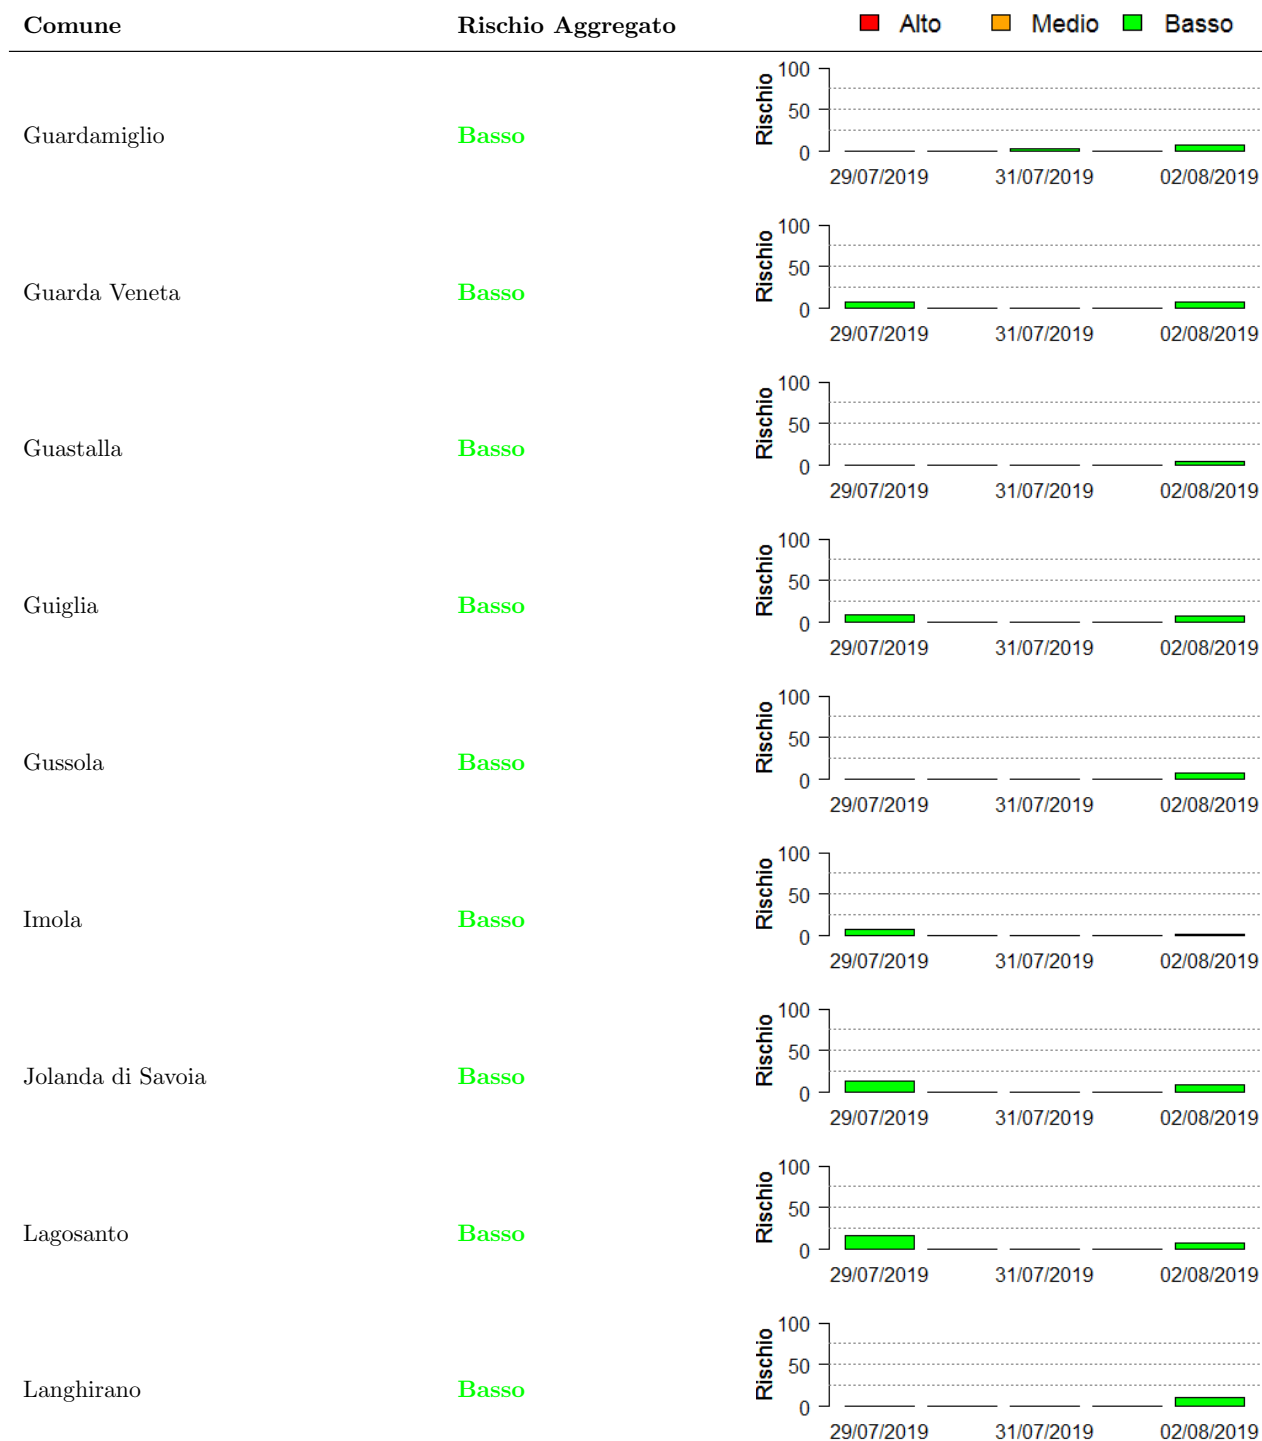 Comune Rischio Aggregato Alto Medio Basso
Guardamiglio Basso
Rischio
100
50
0
29/07/2019 31/07/2019 02/08/2019
Guarda Veneta Basso
Rischio
100
50
0
29/07/2019 31/07/2019 02/08/2019
Guastalla Basso
Rischio
100
50
0
29/07/2019 31/07/2019 02/08/2019
Guiglia Basso
Rischio
100
50
0
29/07/2019 31/07/2019 02/08/2019
Gussola Basso
Rischio
100
50
0
29/07/2019 31/07/2019 02/08/2019
Imola Basso
Rischio
100
50
0
29/07/2019 31/07/2019 02/08/2019
Jolanda di Savoia Basso
Rischio
100
50
0
29/07/2019 31/07/2019 02/08/2019
Lagosanto Basso
Rischio
100
50
0
29/07/2019 31/07/2019 02/08/2019
Langhirano Basso
Rischio
100
50
0
29/07/2019 31/07/2019 02/08/2019